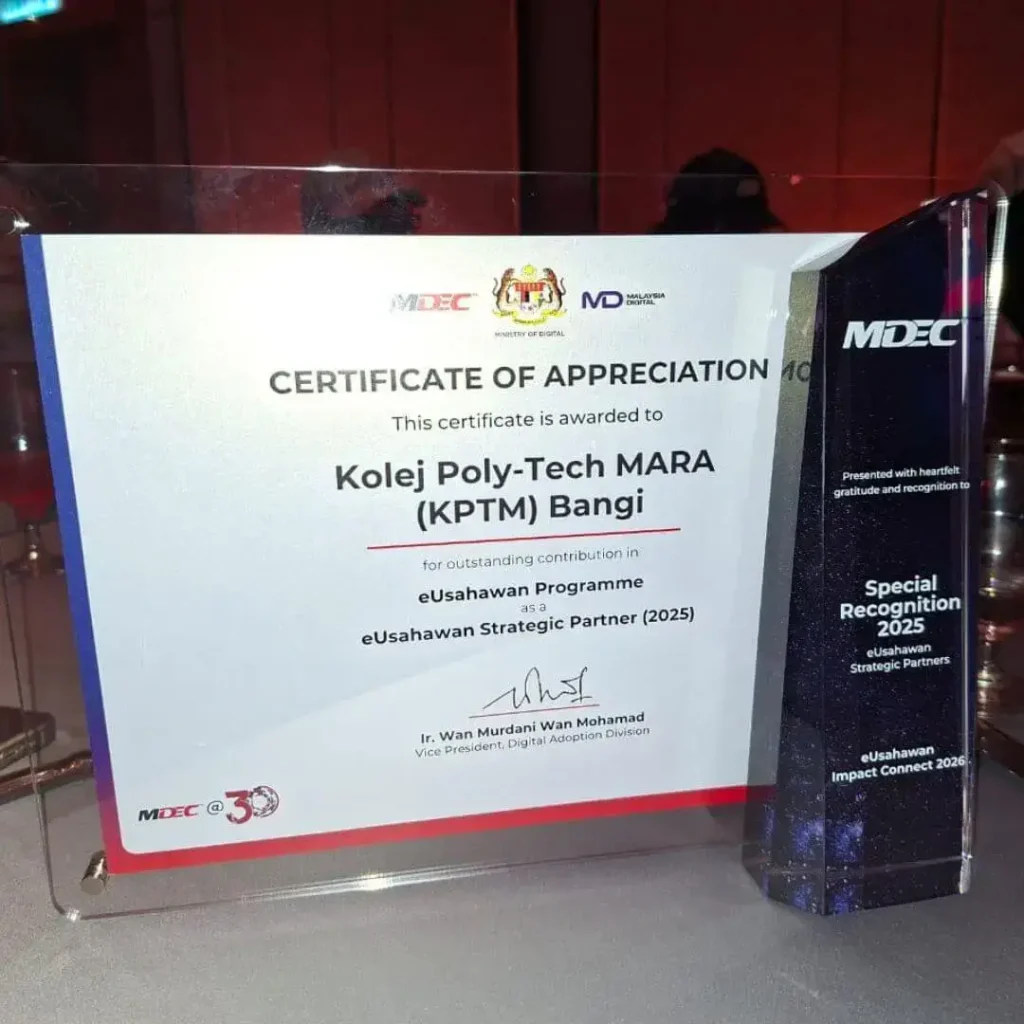 MDEC
MINISTRY OF DIGITAL
MD MALAYSIA DIGITAL
CERTIFICATE OF APPRECIATION
This certificate is awarded to
Kolej Poly-Tech MARA
(KPTM) Bangi
for outstanding contribution in
eUsahawan Programme
as a
eUsahawan Strategic Partner (2025)
Ir. Wan Murdani Wan Mohamad
Vice President, Digital Adoption Division
MDEC @ 30
MDEC
Presented with heartfelt
gratitude and recognition to
Special
Recognition
2025
eUsahawan
Strategic Partners
eUsahawan
Impact Connect 2026